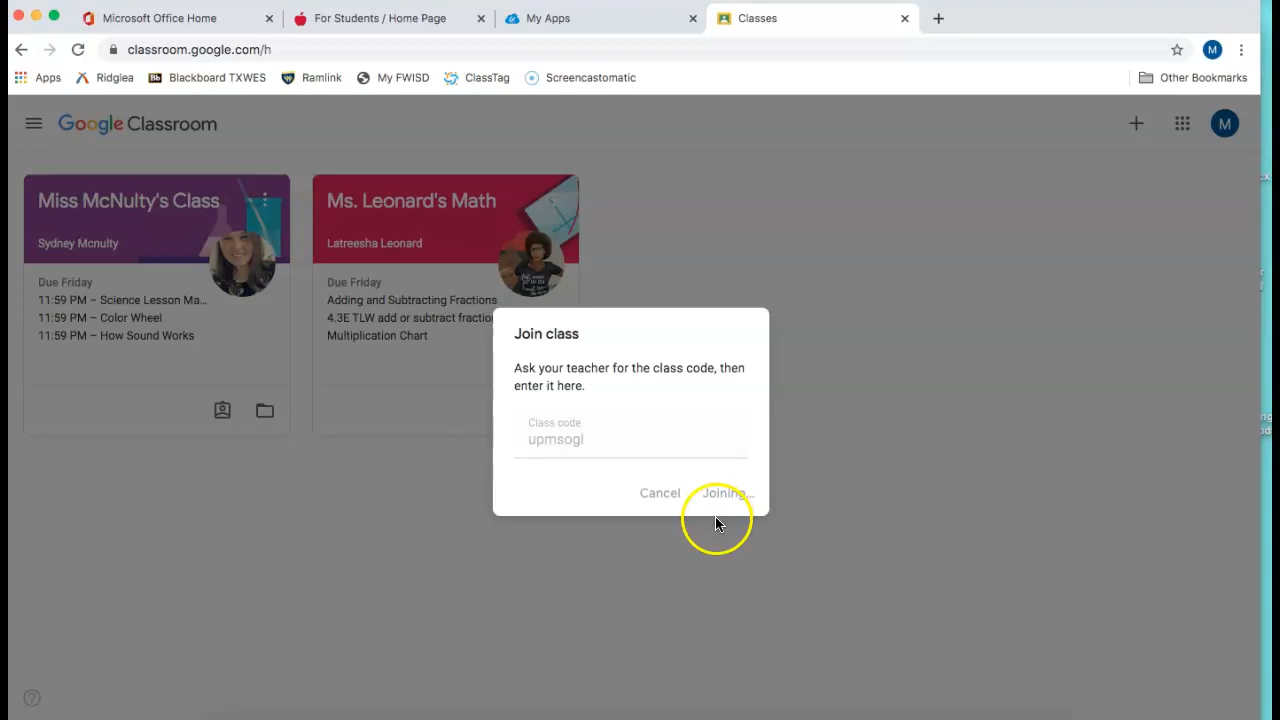 Microsoft Office Home
For Students / Home Page
My Apps
Classes
classroom.google.com/h
M
Apps
Ridglea
Bb Blackboard TXWES
Ramlink
My FWISD
ClassTag
Screencastomatic
Other Bookmarks
Google Classroom
M
Miss McNulty's Class
Sydney Mcnulty
Due Friday
11:59 PM – Science Lesson Ma...
11:59 PM – Color Wheel
11:59 PM – How Sound Works
Ms. Leonard's Math
Latreesha Leonard
Due Friday
Adding and Subtracting Fractions
4.3E TLW add or subtract fractio
Multiplication Chart
Join class
Ask your teacher for the class code, then
enter it here.
Class code
upmsogl
Cancel
Joining...